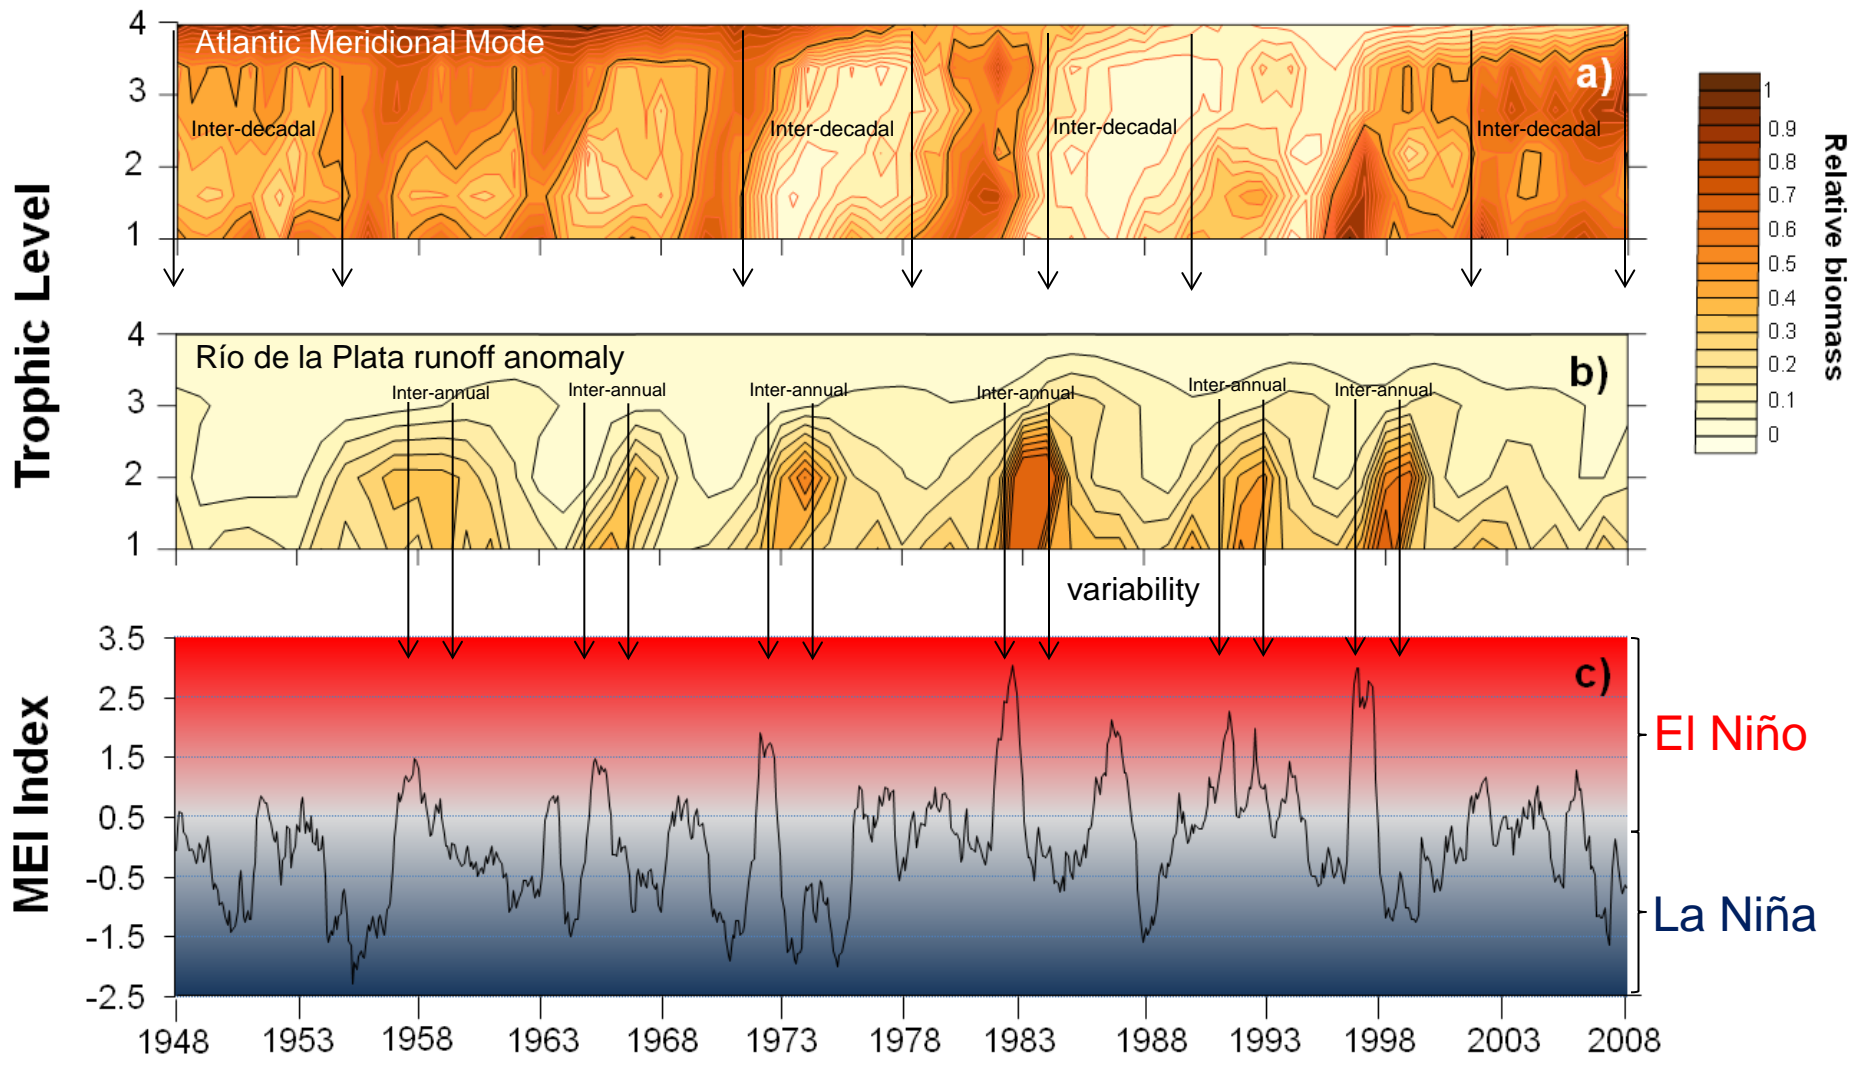 Trophic Level
4
3
2
1
Atlantic Meridional Mode
a)
Inter-decadal
Inter-decadal
Inter-decadal
Inter-decadal
1
0.9
0.8
0.7
0.6
0.5
0.4
0.3
0.2
0.1
0
Relative biomass
4
3
2
1
Río de la Plata runoff anomaly
b)
Inter-annual
Inter-annual
Inter-annual
Inter-annual
Inter-annual
Inter-annual
variability
MEI Index
3.5
2.5
1.5
0.5
-0.5
-1.5
-2.5
c)
El Niño
La Niña
1948
1953
1958
1963
1968
1973
1978
1983
1988
1993
1998
2003
2008